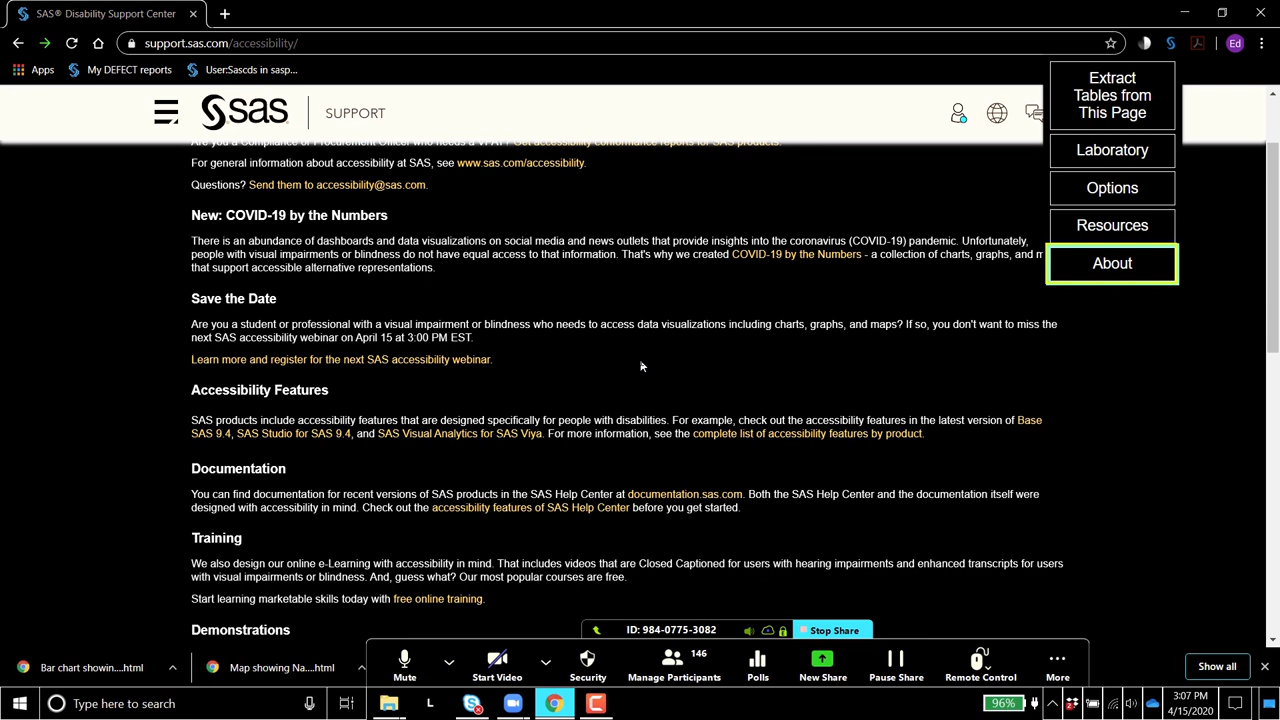 SAS® Disability Support Center
support.sas.com/accessibility/
Ed
Apps
My DEFECT reports
User:Sascds in sasp...
Extract
Tables from
This Page
Laboratory
Options
Resources
About
sas
SUPPORT
Are you a Compliance or Procurement Officer who needs a VPAT? Get accessibility conformance reports for SAS products.
For general information about accessibility at SAS, see www.sas.com/accessibility.
Questions? Send them to accessibility@sas.com.
New: COVID-19 by the Numbers
There is an abundance of dashboards and data visualizations on social media and news outlets that provide insights into the coronavirus (COVID-19) pandemic. Unfortunately,
people with visual impairments or blindness do not have equal access to that information. That's why we created COVID-19 by the Numbers - a collection of charts, graphs, and m
that support accessible alternative representations.
Save the Date
Are you a student or professional with a visual impairment or blindness who needs to access data visualizations including charts, graphs, and maps? If so, you don't want to miss the
next SAS accessibility webinar on April 15 at 3:00 PM EST.
Learn more and register for the next SAS accessibility webinar.
Accessibility Features
SAS products include accessibility features that are designed specifically for people with disabilities. For example, check out the accessibility features in the latest version of Base
SAS 9.4, SAS Studio for SAS 9.4, and SAS Visual Analytics for SAS Viya. For more information, see the complete list of accessibility features by product.
Documentation
You can find documentation for recent versions of SAS products in the SAS Help Center at documentation.sas.com. Both the SAS Help Center and the documentation itself were
designed with accessibility in mind. Check out the accessibility features of SAS Help Center before you get started.
Training
We also design our online e-Learning with accessibility in mind. That includes videos that are Closed Captioned for users with hearing impairments and enhanced transcripts for users
with visual impairments or blindness. And, guess what? Our most popular courses are free.
Start learning marketable skills today with free online training.
Demonstrations
ID: 984-0775-3082
Stop Share
Bar chart showin....html
Map showing Na....html
Mute
Start Video
Security
146
Manage Participants
Polls
New Share
Pause Share
Remote Control
More
Show all
Type here to search
L
96%
3:07 PM
4/15/2020